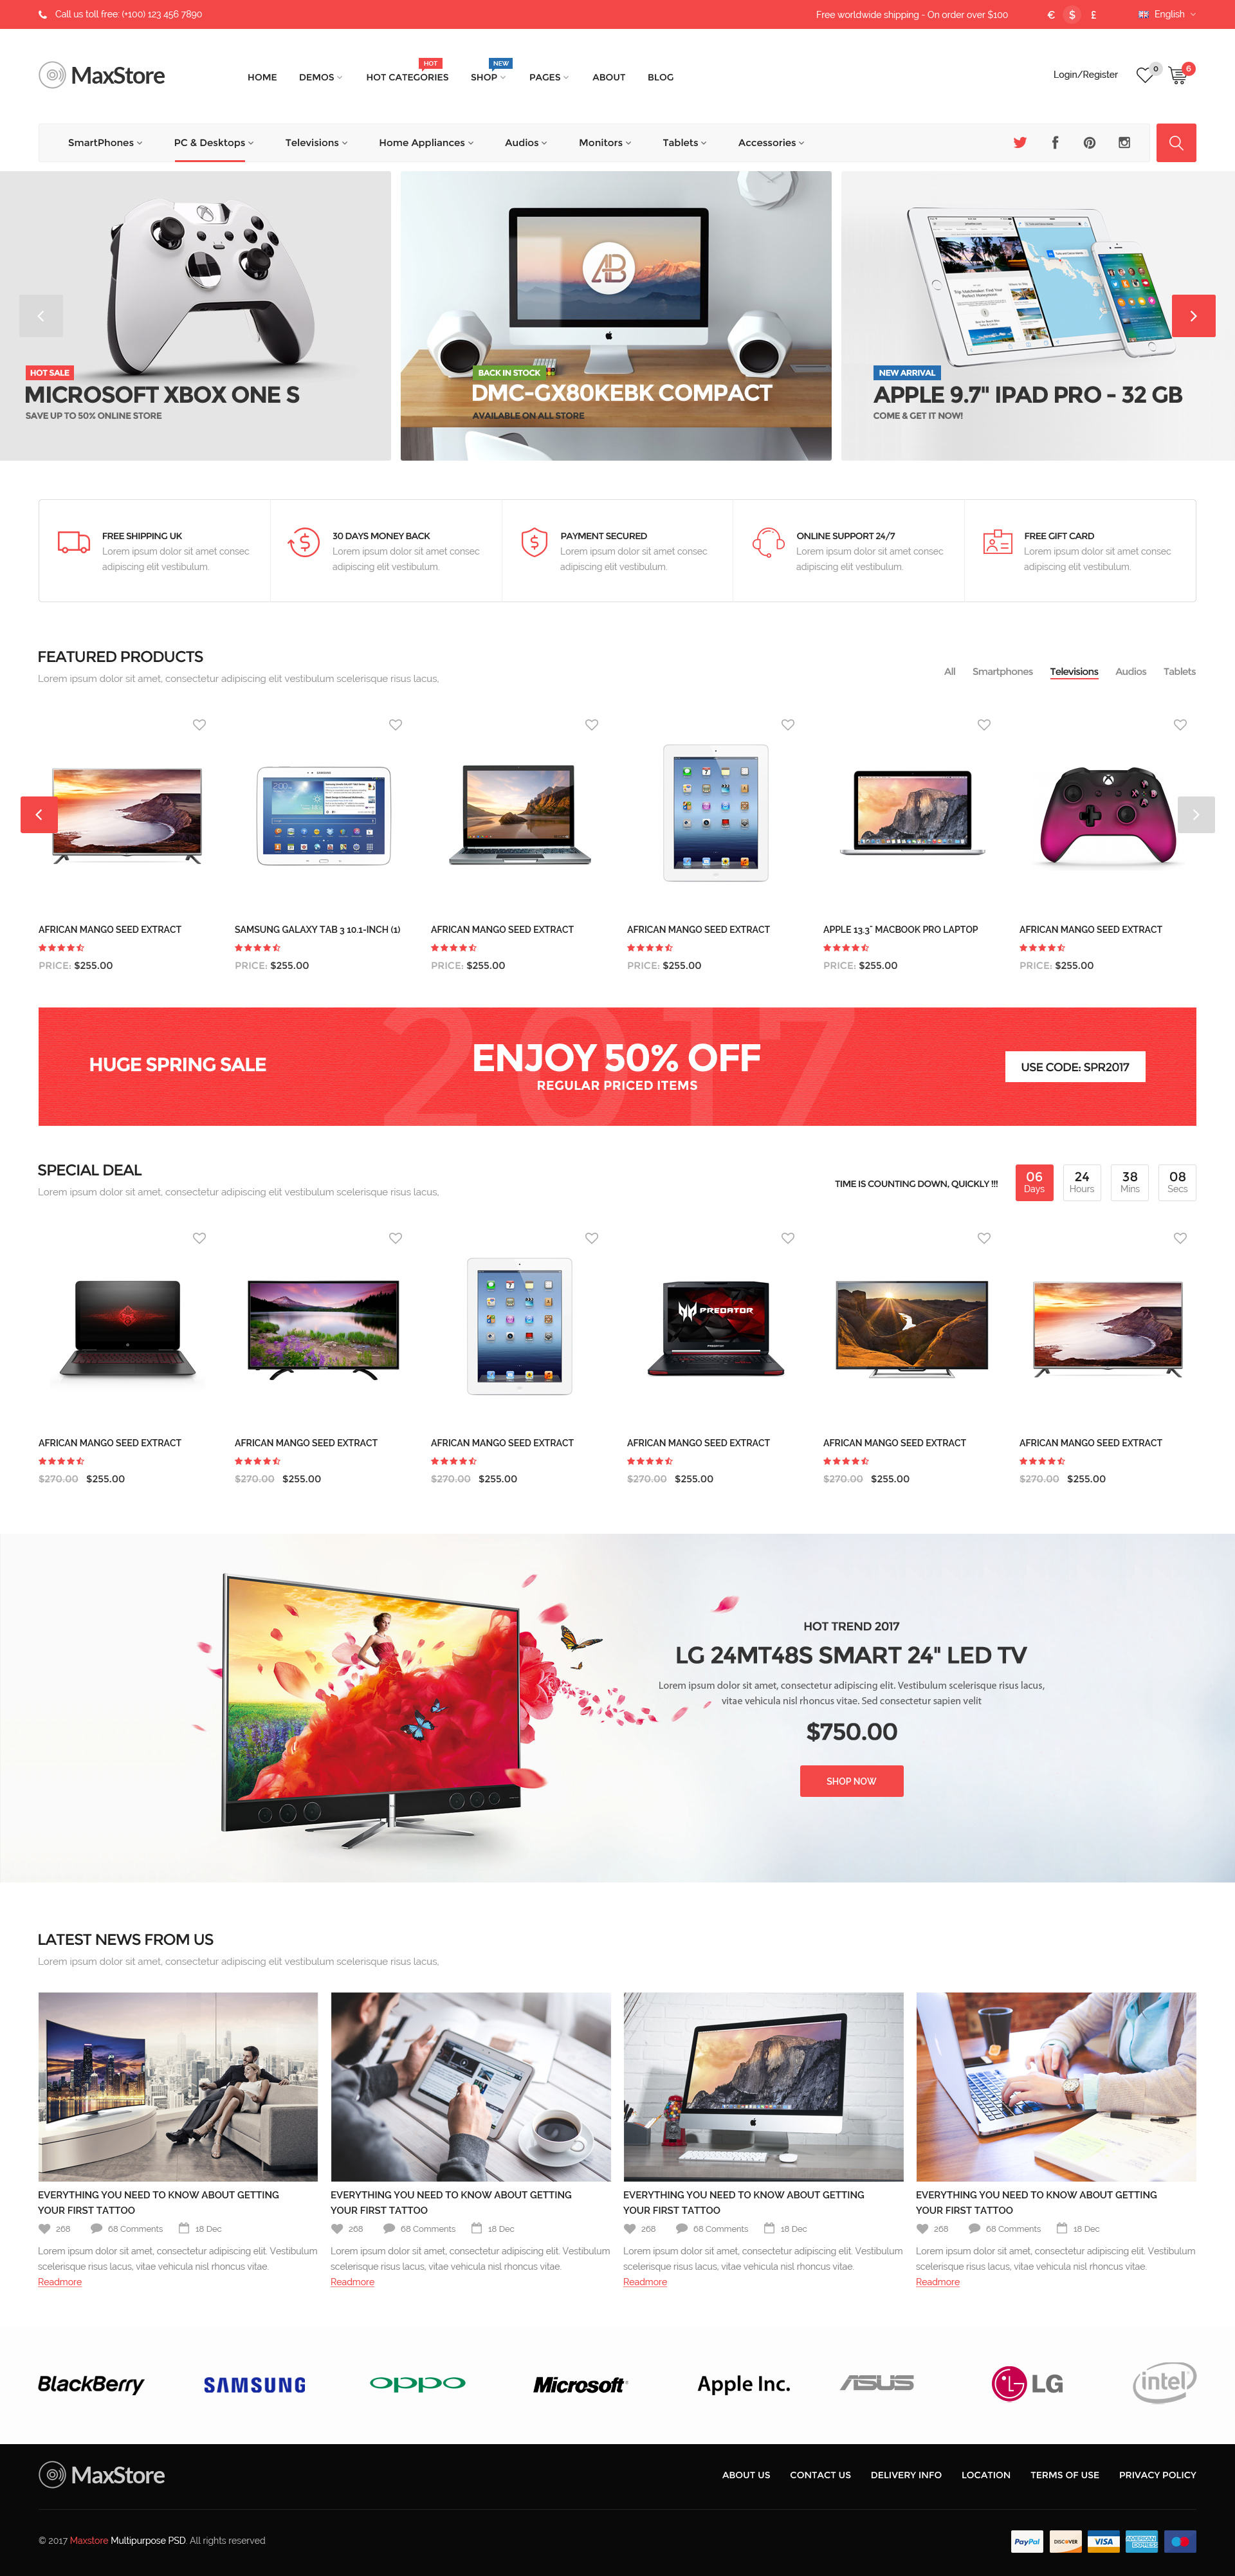 Call us toll free: (+100) 123 456 7890
Free worldwide shipping - On order over $100
€ $ £
English
MaxStore
HOME DEMOS HOT CATEGORIES SHOP PAGES ABOUT BLOG
HOT
NEW
Login/Register
0
6
SmartPhones PC & Desktops Televisions Home Appliances Audios Monitors Tablets Accessories
HOT SALE
MICROSOFT XBOX ONE S
SAVE UP TO 50% ONLINE STORE
BACK IN STOCK
DMC-GX80KEBK COMPACT
AVAILABLE ON ALL STORE
NEW ARRIVAL
APPLE 9.7" IPAD PRO - 32 GB
COME & GET IT NOW!
FREE SHIPPING UK
Lorem ipsum dolor sit amet consec
adipiscing elit vestibulum.
30 DAYS MONEY BACK
Lorem ipsum dolor sit amet consec
adipiscing elit vestibulum.
PAYMENT SECURED
Lorem ipsum dolor sit amet consec
adipiscing elit vestibulum.
ONLINE SUPPORT 24/7
Lorem ipsum dolor sit amet consec
adipiscing elit vestibulum.
FREE GIFT CARD
Lorem ipsum dolor sit amet consec
adipiscing elit vestibulum.
FEATURED PRODUCTS
Lorem ipsum dolor sit amet, consectetur adipiscing elit vestibulum scelerisque risus lacus,
All Smartphones Televisions Audios Tablets
AFRICAN MANGO SEED EXTRACT
PRICE: $255.00
SAMSUNG GALAXY TAB 3 10.1-INCH (1)
PRICE: $255.00
AFRICAN MANGO SEED EXTRACT
PRICE: $255.00
AFRICAN MANGO SEED EXTRACT
PRICE: $255.00
APPLE 13.3" MACBOOK PRO LAPTOP
PRICE: $255.00
AFRICAN MANGO SEED EXTRACT
PRICE: $255.00
2017
HUGE SPRING SALE
ENJOY 50% OFF
REGULAR PRICED ITEMS
USE CODE: SPR2017
SPECIAL DEAL
Lorem ipsum dolor sit amet, consectetur adipiscing elit vestibulum scelerisque risus lacus,
TIME IS COUNTING DOWN, QUICKLY !!!
06 24 38 08
Days Hours Mins Secs
PREDATOR
AFRICAN MANGO SEED EXTRACT
$270.00 $255.00
AFRICAN MANGO SEED EXTRACT
$270.00 $255.00
AFRICAN MANGO SEED EXTRACT
$270.00 $255.00
AFRICAN MANGO SEED EXTRACT
$270.00 $255.00
AFRICAN MANGO SEED EXTRACT
$270.00 $255.00
AFRICAN MANGO SEED EXTRACT
$270.00 $255.00
HOT TREND 2017
LG 24MT48S SMART 24" LED TV
Lorem ipsum dolor sit amet, consectetur adipiscing elit. Vestibulum scelerisque risus lacus,
vitae vehicula nisl rhoncus vitae. Sed consectetur sapien velit
$750.00
SHOP NOW
LATEST NEWS FROM US
Lorem ipsum dolor sit amet, consectetur adipiscing elit vestibulum scelerisque risus lacus,
EVERYTHING YOU NEED TO KNOW ABOUT GETTING
YOUR FIRST TATTOO
268 68 Comments 18 Dec
Lorem ipsum dolor sit amet, consectetur adipiscing elit. Vestibulum
scelerisque risus lacus, vitae vehicula nisl rhoncus vitae.
Readmore
EVERYTHING YOU NEED TO KNOW ABOUT GETTING
YOUR FIRST TATTOO
268 68 Comments 18 Dec
Lorem ipsum dolor sit amet, consectetur adipiscing elit. Vestibulum
scelerisque risus lacus, vitae vehicula nisl rhoncus vitae.
Readmore
EVERYTHING YOU NEED TO KNOW ABOUT GETTING
YOUR FIRST TATTOO
268 68 Comments 18 Dec
Lorem ipsum dolor sit amet, consectetur adipiscing elit. Vestibulum
scelerisque risus lacus, vitae vehicula nisl rhoncus vitae.
Readmore
EVERYTHING YOU NEED TO KNOW ABOUT GETTING
YOUR FIRST TATTOO
268 68 Comments 18 Dec
Lorem ipsum dolor sit amet, consectetur adipiscing elit. Vestibulum
scelerisque risus lacus, vitae vehicula nisl rhoncus vitae.
Readmore
BlackBerry SAMSUNG oppo Microsoft Apple Inc. ASUS LG intel
MaxStore
ABOUT US CONTACT US DELIVERY INFO LOCATION TERMS OF USE PRIVACY POLICY
© 2017 Maxstore Multipurpose PSD. All rights reserved
PayPal DISCOVER VISA AMERICAN EXPRESS